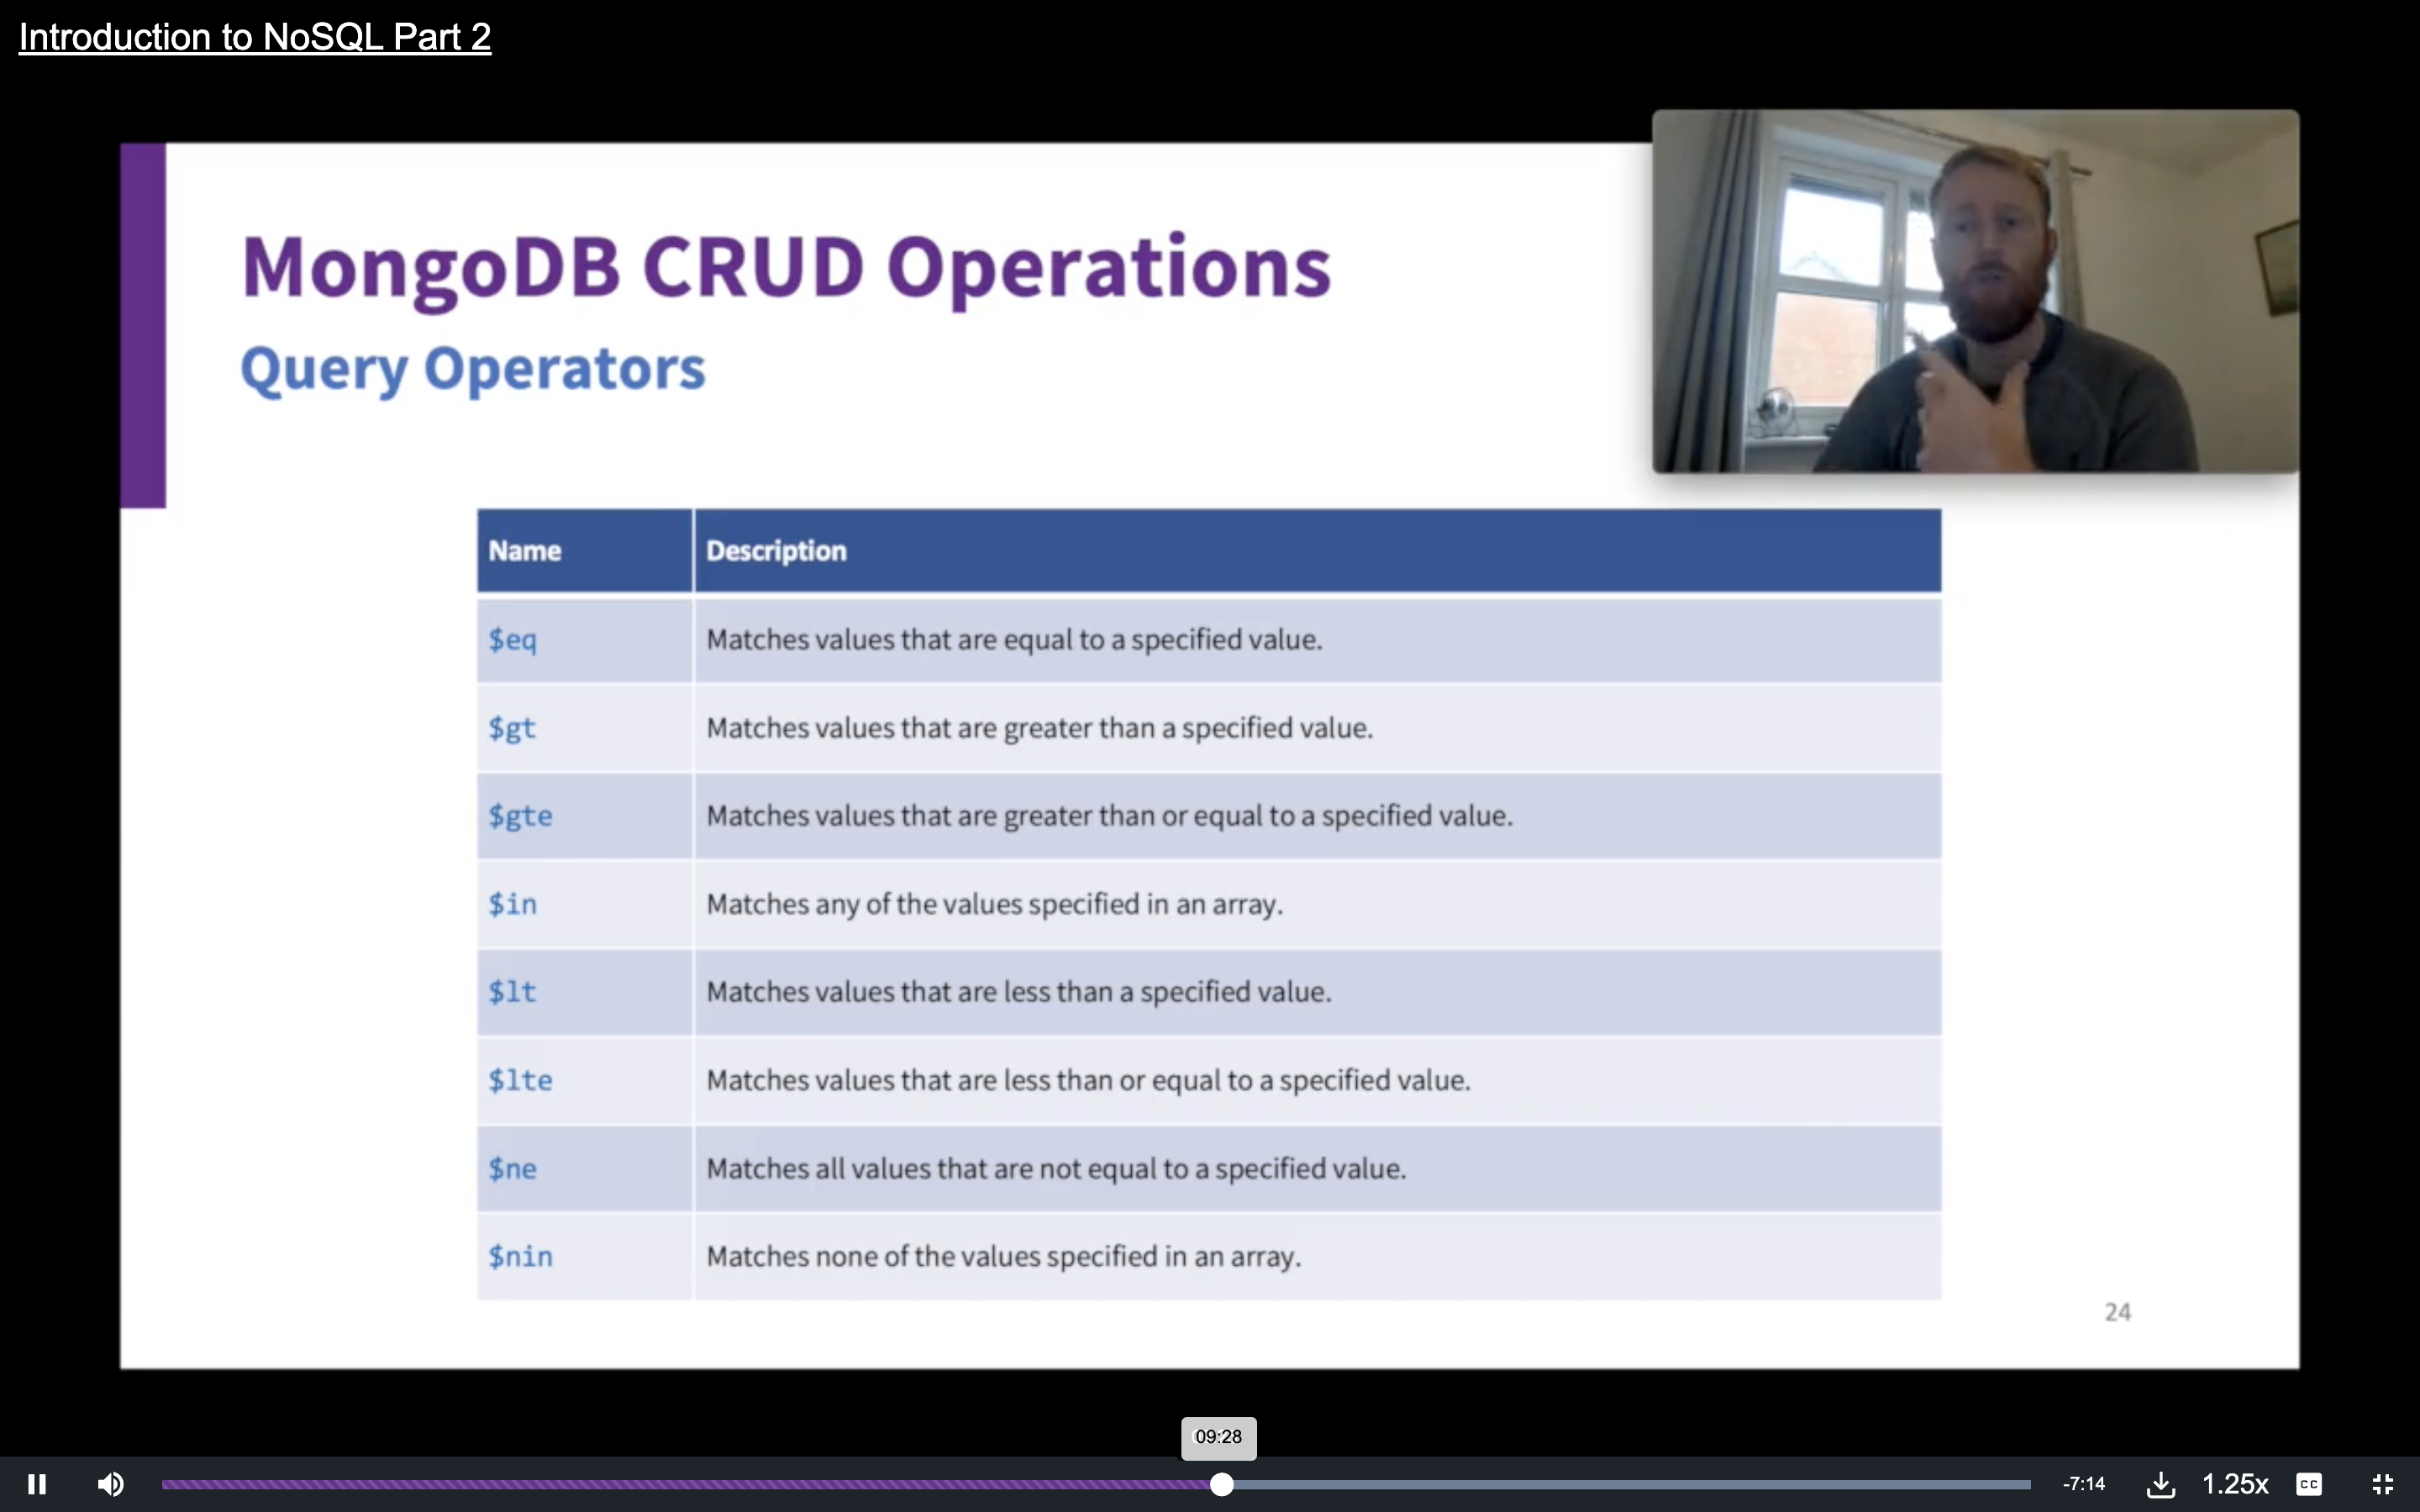 Introduction to NoSQL Part 2
MongoDB CRUD Operations
Query Operators
Name Description
$eq Matches values that are equal to a specified value.
$gt Matches values that are greater than a specified value.
$gte Matches values that are greater than or equal to a specified value.
$in Matches any of the values specified in an array.
$lt Matches values that are less than a specified value.
$lte Matches values that are less than or equal to a specified value.
$ne Matches all values that are not equal to a specified value.
$nin Matches none of the values specified in an array.
24
09:28
-7:14 1.25x CC